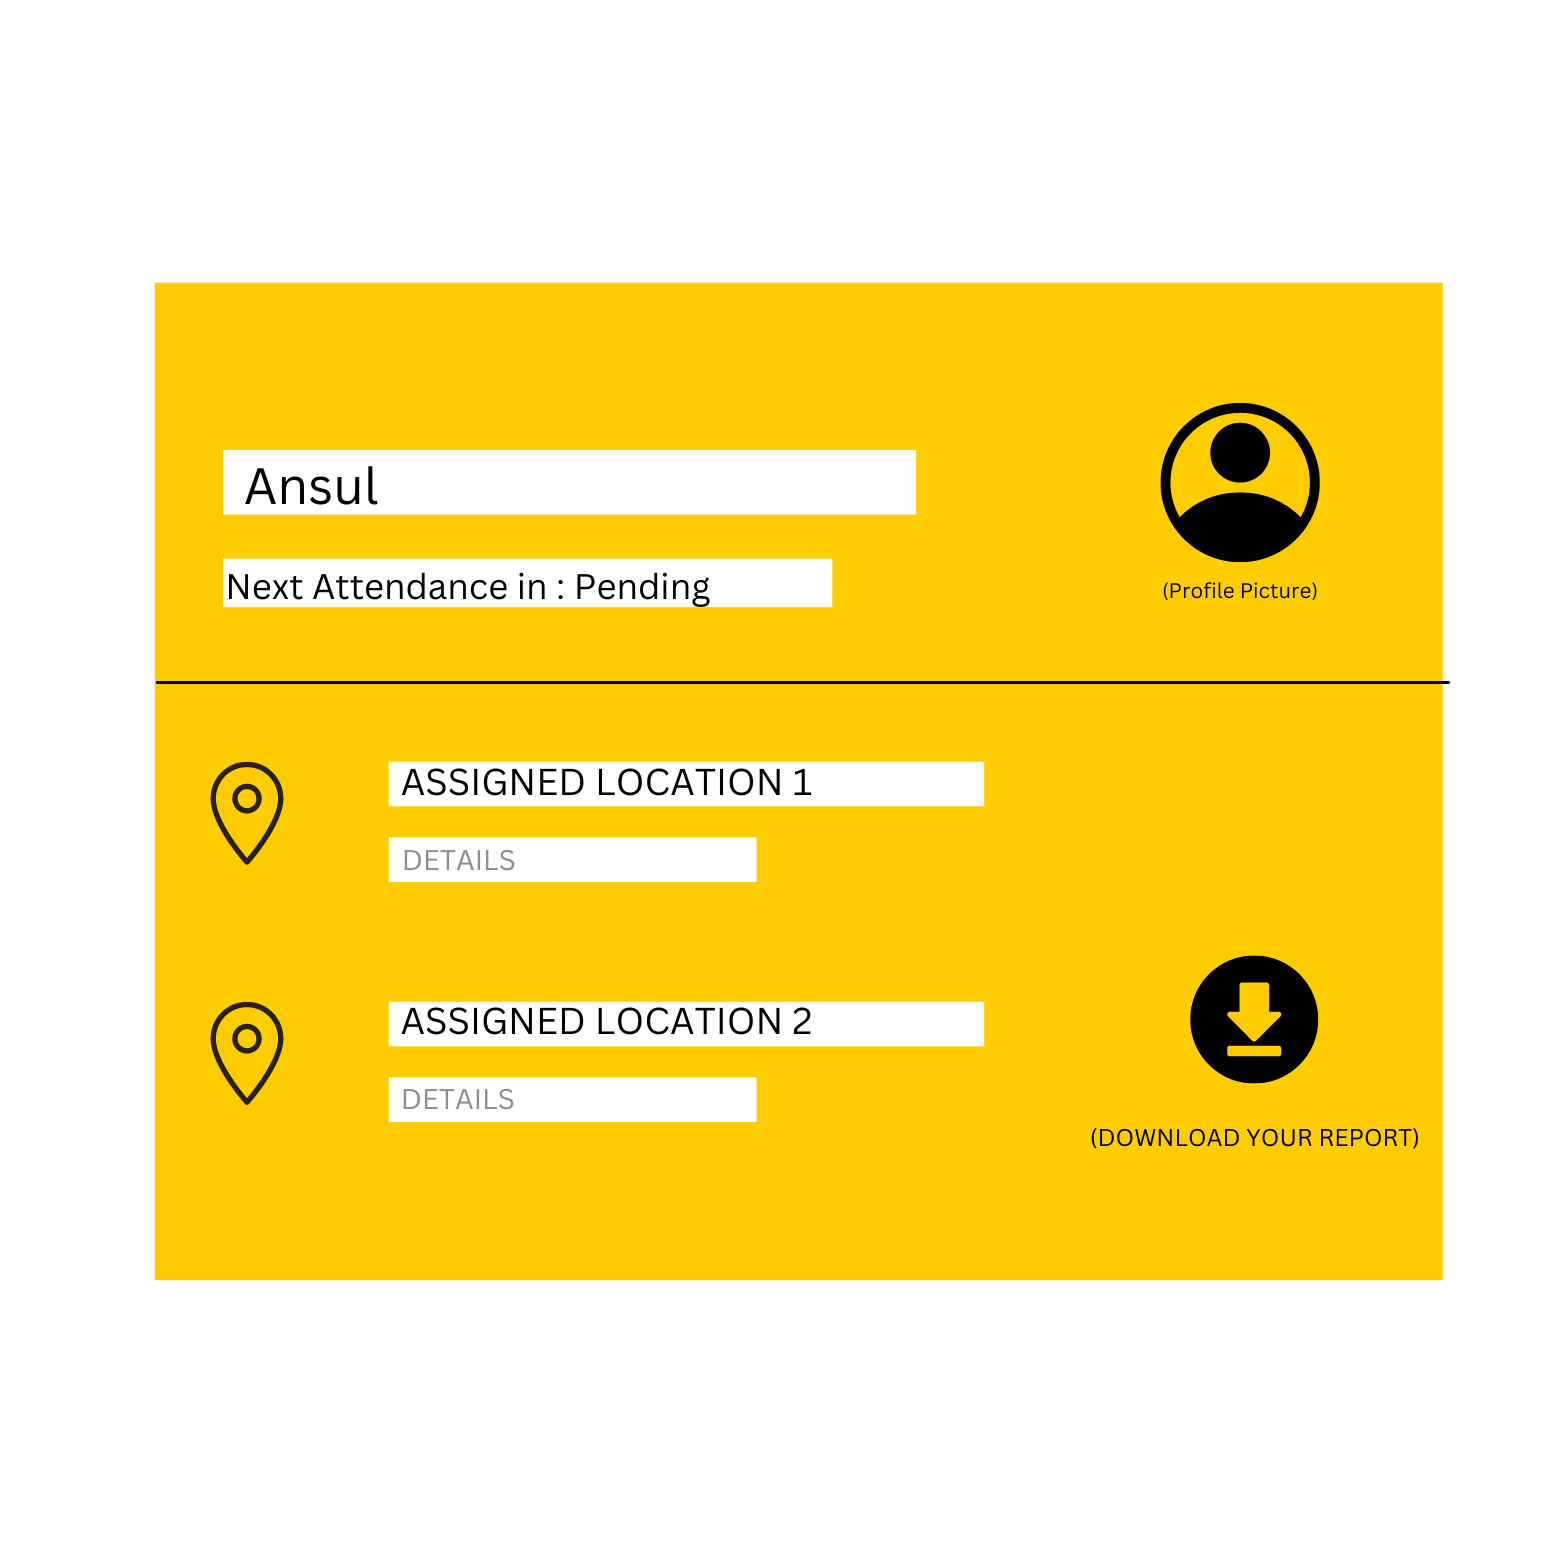 Ansul
Next Attendance in : Pending
(Profile Picture)
ASSIGNED LOCATION 1
DETAILS
ASSIGNED LOCATION 2
DETAILS
(DOWNLOAD YOUR REPORT)